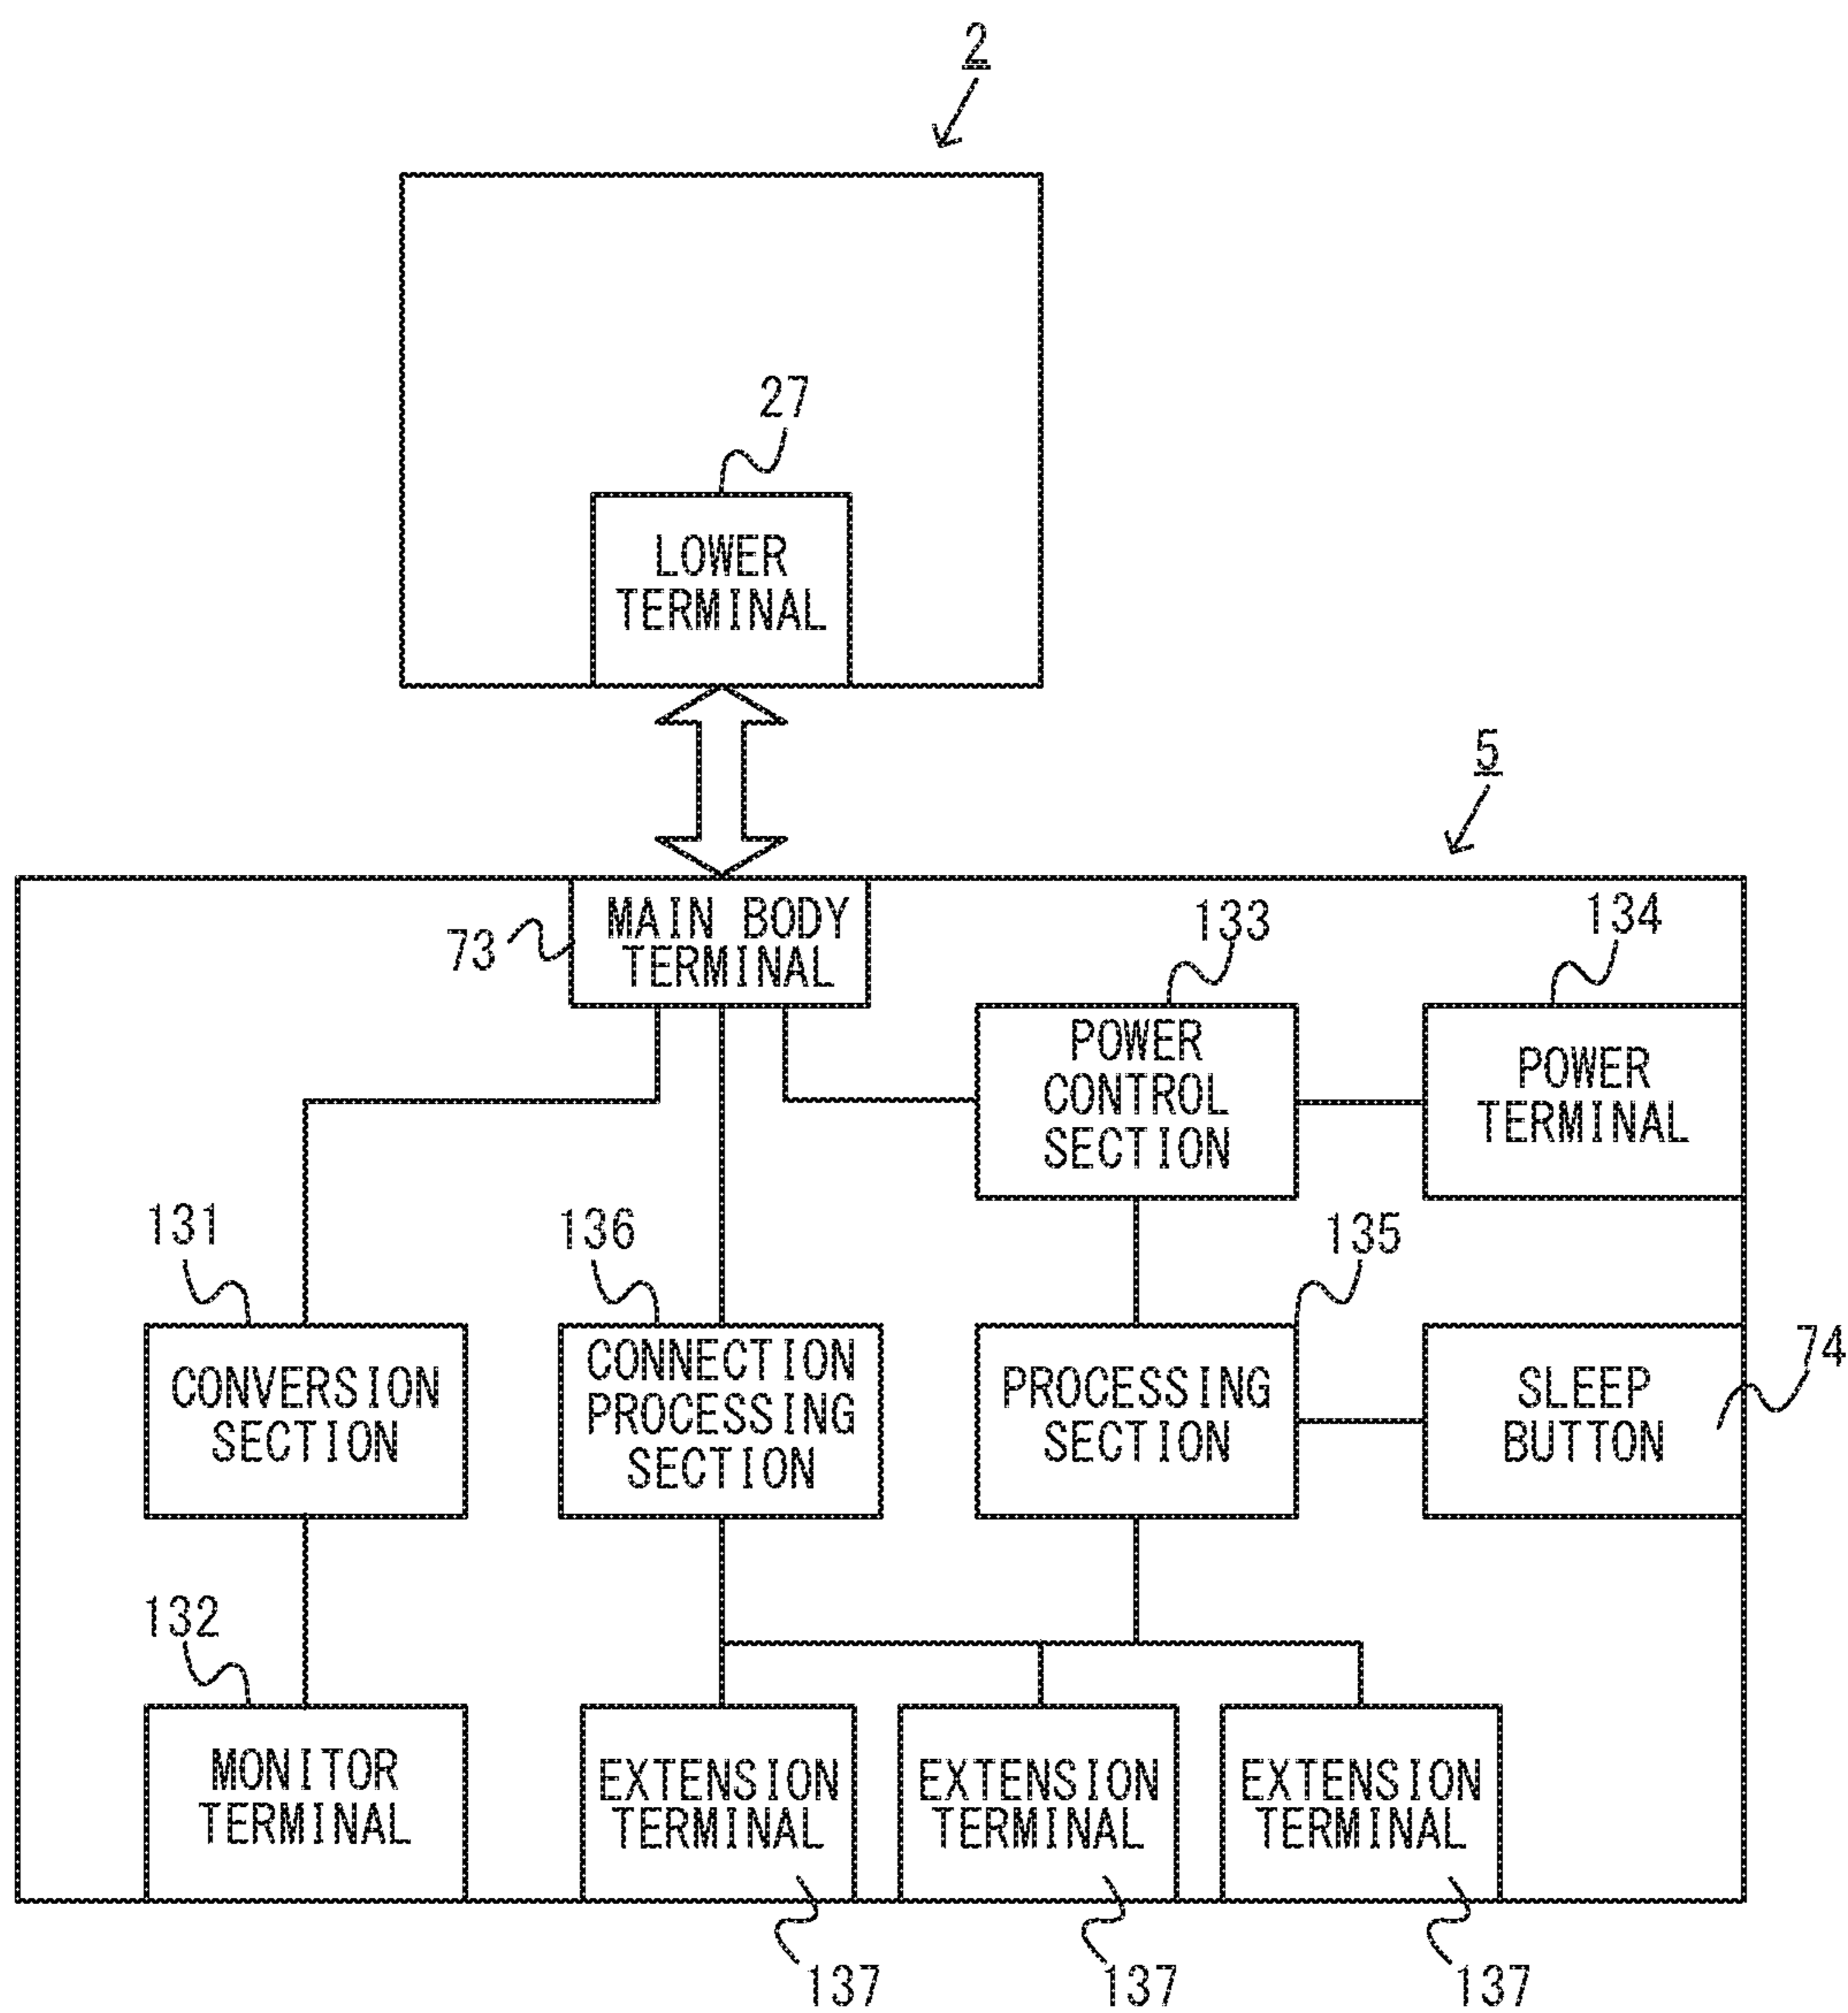 2
27
LOWER
TERMINAL
5
73
MAIN BODY
TERMINAL
133
134
POWER
CONTROL
SECTION
POWER
TERMINAL
131
136
135
74
CONVERSION
SECTION
CONNECTION
PROCESSING
SECTION
PROCESSING
SECTION
SLEEP
BUTTON
132
MONITOR
TERMINAL
EXTENSION
TERMINAL
EXTENSION
TERMINAL
EXTENSION
TERMINAL
137
137
137